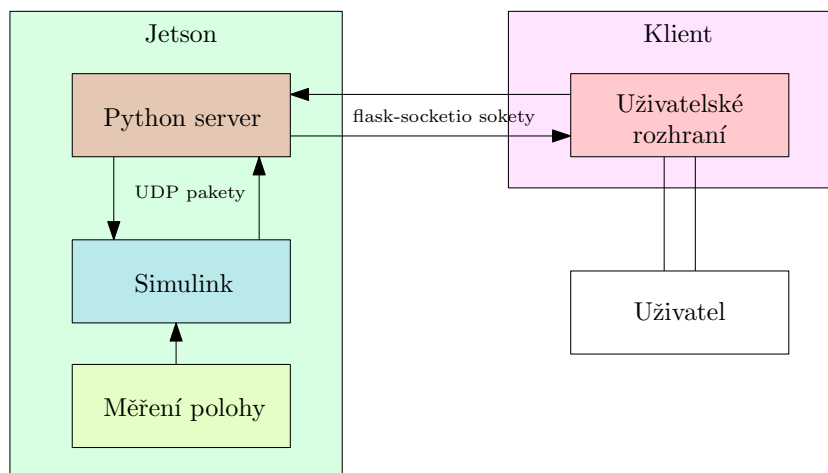 Jetson
Klient
Python server
flask-socketio sokety
Uživatelské
rozhraní
UDP pakety
Simulink
Uživatel
Měření polohy